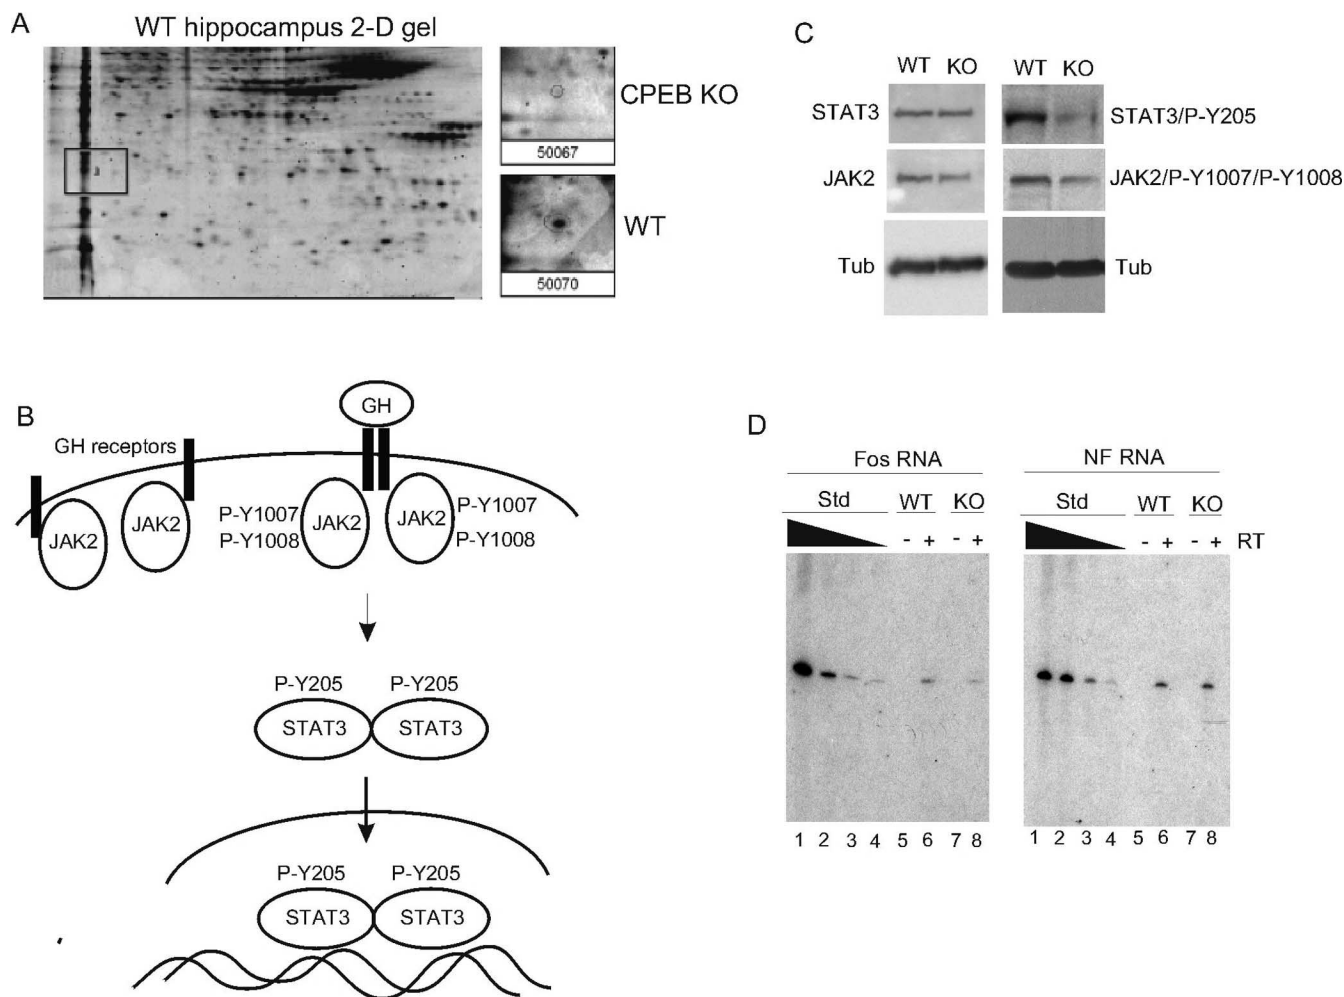 A
WT hippocampus 2-D gel
CPEB KO
50067
WT
50070
B
GH
GH receptors
JAK2
JAK2
P-Y1007
P-Y1008
JAK2
JAK2
P-Y1007
P-Y1008
P-Y205 P-Y205
STAT3 STAT3
P-Y205 P-Y205
STAT3 STAT3
C
WT KO WT KO
STAT3 STAT3/P-Y205
JAK2 JAK2/P-Y1007/P-Y1008
Tub Tub
D
Fos RNA NF RNA
Std WT KO Std WT KO
- + - + - + - + RT
1 2 3 4 5 6 7 8 1 2 3 4 5 6 7 8